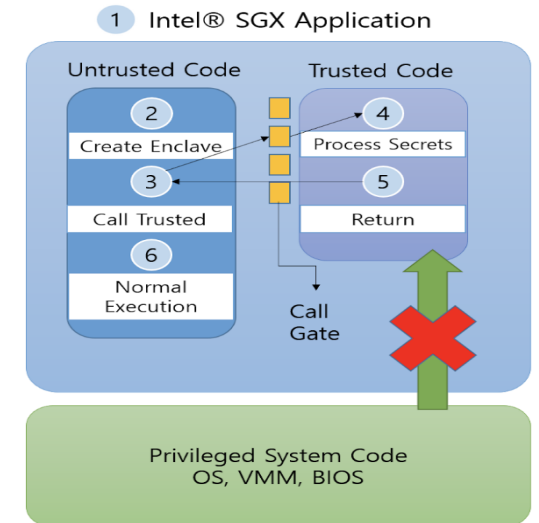 1 Intel® SGX Application
Untrusted Code
2
Create Enclave
3
Call Trusted
6
Normal
Execution
Trusted Code
4
Process Secrets
5
Return
Call
Gate
Privileged System Code
OS, VMM, BIOS